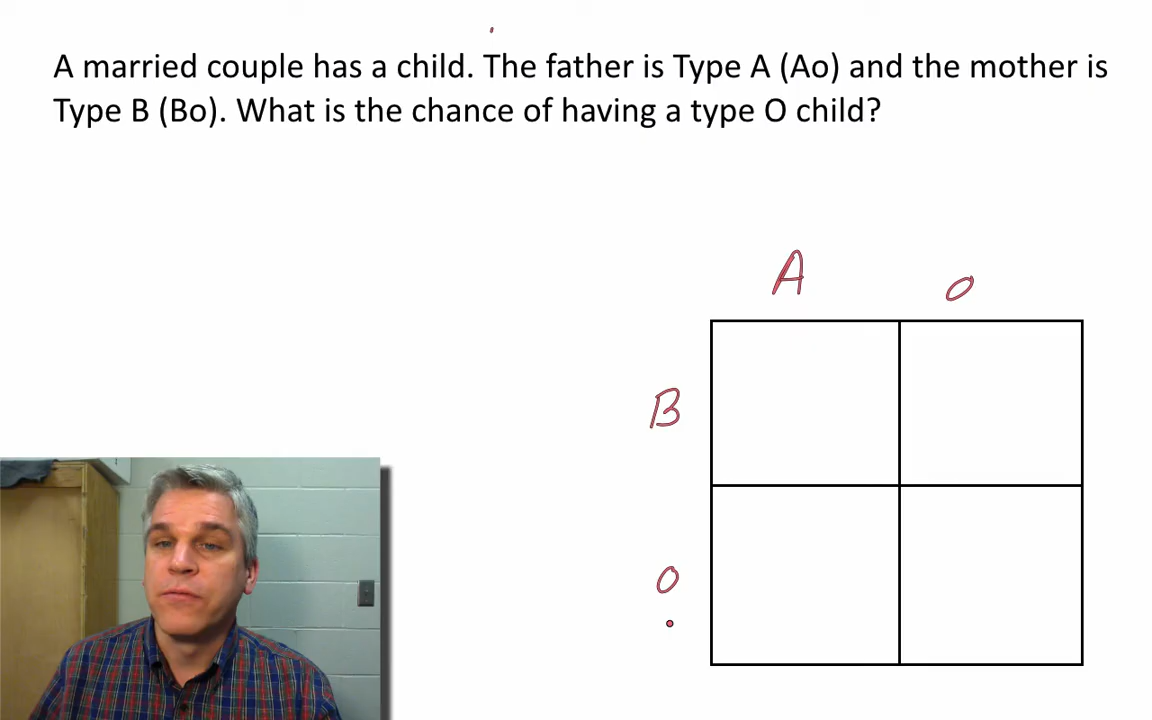 A married couple has a child. The father is Type A (Ao) and the mother is
Type B (Bo). What is the chance of having a type O child?
A o
B
o